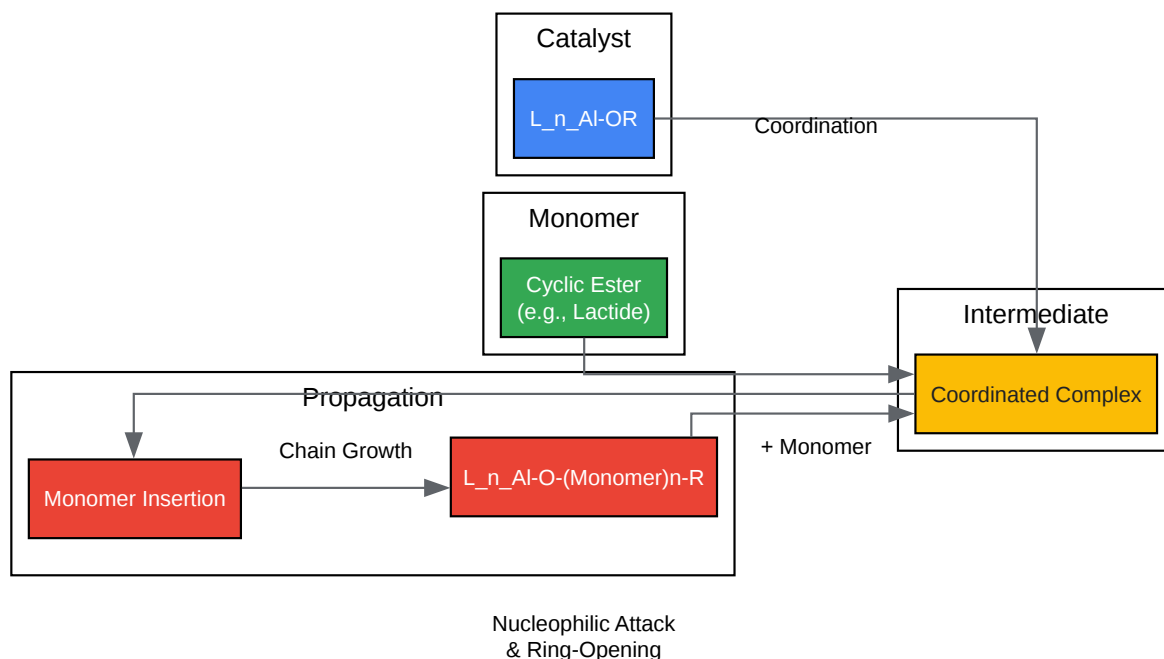 Catalyst
L_n_Al-OR
Coordination
Monomer
Cyclic Ester
(e.g., Lactide)
Intermediate
Coordinated Complex
Propagation
Chain Growth
+ Monomer
Monomer Insertion
L_n_Al-O-(Monomer)n-R
Nucleophilic Attack
& Ring-Opening